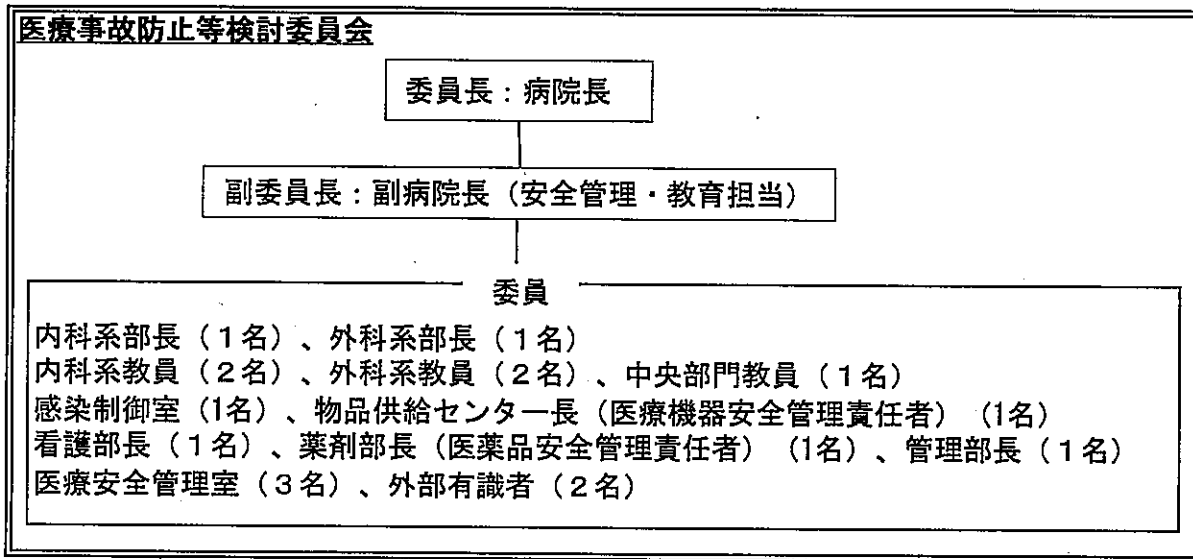 医療事故防止等検討委員会
委員長：病院長
副委員長：副病院長（安全管理・教育担当）
委員
内科系部長（１名）、外科系部長（１名）
内科系教員（２名）、外科系教員（２名）、中央部門教員（１名）
感染制御室（1名）、物品供給センター長（医療機器安全管理責任者）（1名）
看護部長（１名）、薬剤部長（医薬品安全管理責任者）（1名）、管理部長（１名）
医療安全管理室（３名）、外部有識者（２名）